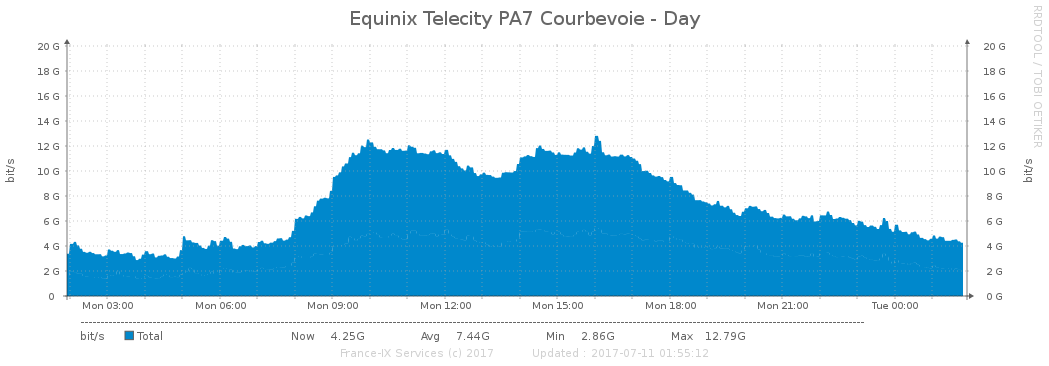 Equinix Telecity PA7 Courbevoie - Day
RRDTOOL / TOBI OETIKER
bit/s
20 G 20 G
18 G 18 G
16 G 16 G
14 G 14 G
12 G 12 G
10 G 10 G
8 G 8 G
6 G 6 G
4 G 4 G
2 G 2 G
0 0 G
bit/s
Mon 03:00 Mon 06:00 Mon 09:00 Mon 12:00 Mon 15:00 Mon 18:00 Mon 21:00 Tue 00:00
bit/s Total Now 4.25G Avg 7.44G Min 2.86G Max 12.79G
France-IX Services (c) 2017 Updated : 2017-07-11 01:55:12